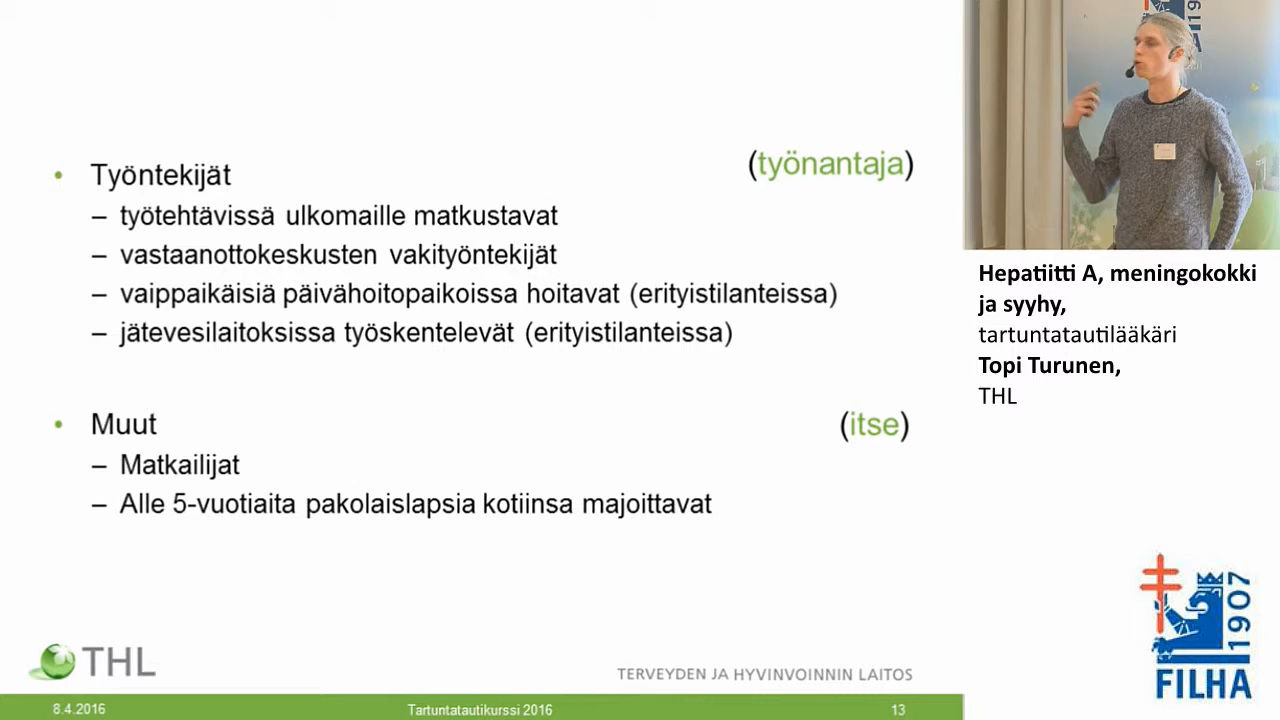 • Työntekijät (työnantaja)
– työtehtävissä ulkomaille matkustavat
– vastaanottokeskusten vakityöntekijät
– vaippaikäisiä päivähoitopaikoissa hoitavat (erityistilanteissa)
– jätevesilaitoksissa työskentelevät (erityistilanteissa)
• Muut (itse)
– Matkailijat
– Alle 5-vuotiaita pakolaislapsia kotiinsa majoittavat
THL
TERVEYDEN JA HYVINVOINNIN LAITOS
8.4.2016 Tartuntatautikurssi 2016 13
Hepatiitti A, meningokokki
ja syyhy,
tartuntatautilääkäri
Topi Turunen,
THL
1907
FILHA